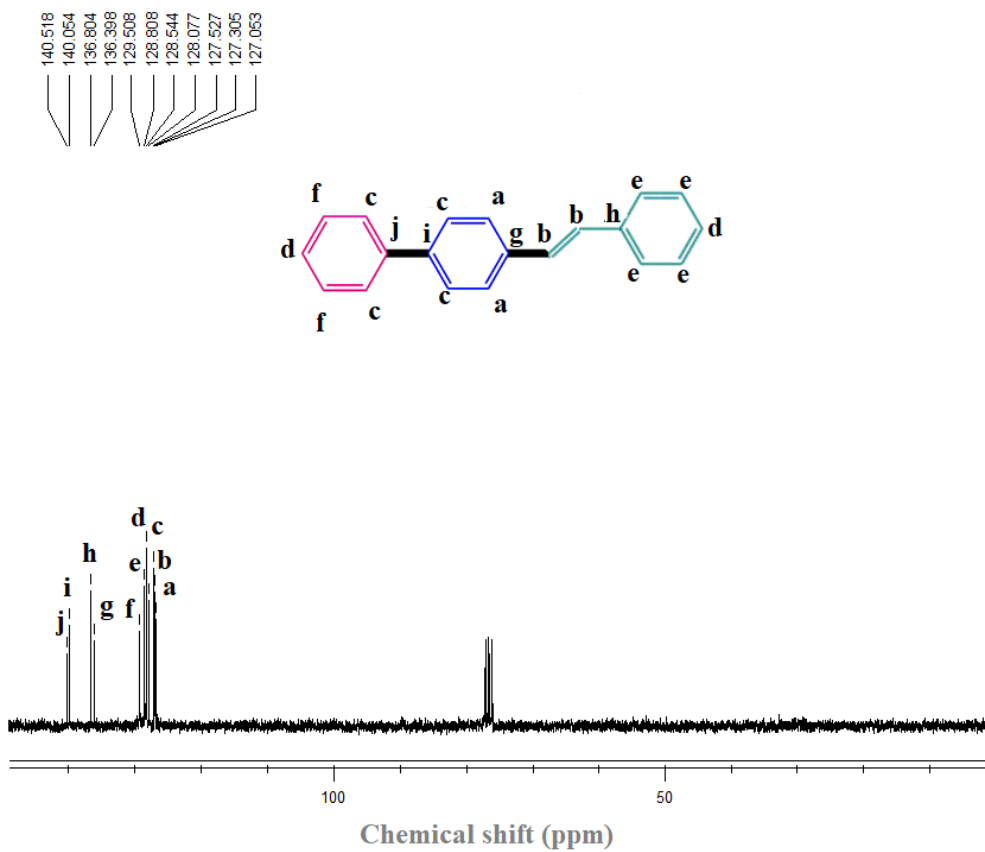 140.518
140.054
136.804
136.398
129.508
128.808
128.544
128.077
127.527
127.305
127.053
e e
f c c a h
b d
d j i g b
c e e
f c a
d c
h e b
i g f a
j
100 50
Chemical shift (ppm)